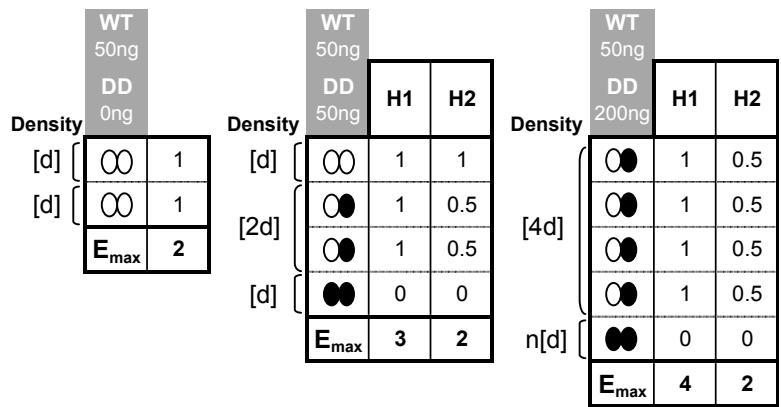 WT
50ng
DD
0ng
Density
[d] 1
[d] 1
Emax 2
WT
50ng
DD
50ng
H1 H2
Density
[d] 1 1
[2d] 1 0.5
1 0.5
[d] 0 0
Emax 3 2
WT
50ng
DD
200ng
H1 H2
Density
[4d] 1 0.5
1 0.5
1 0.5
1 0.5
n[d] 0 0
Emax 4 2